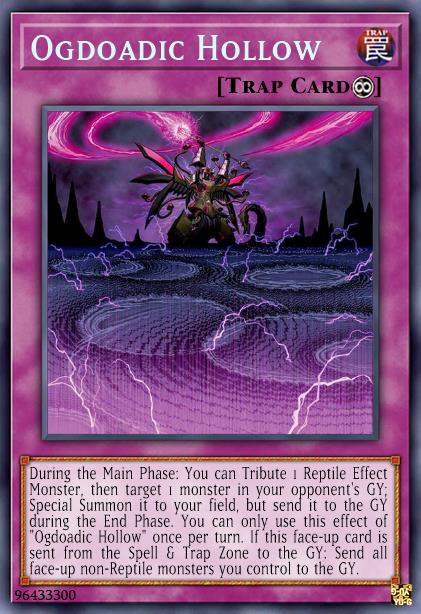 Ogdoadic Hollow
TRAP
罠
[Trap Card]
During the Main Phase: You can Tribute 1 Reptile Effect
Monster, then target 1 monster in your opponent's GY;
Special Summon it to your field, but send it to the GY
during the End Phase. You can only use this effect of
"Ogdoadic Hollow" once per turn. If this face-up card is
sent from the Spell & Trap Zone to the GY: Send all
face-up non-Reptile monsters you control to the GY.
96433300